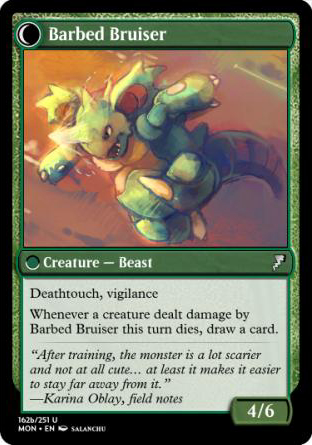 Barbed Bruiser
Creature — Beast
Deathtouch, vigilance
Whenever a creature dealt damage by
Barbed Bruiser this turn dies, draw a card.
“After training, the monster is a lot scarier
and not at all cute… at least it makes it easier
to stay far away from it.”
—Karina Oblay, field notes
4/6
162b/251 U
MON • EN SALANCHU